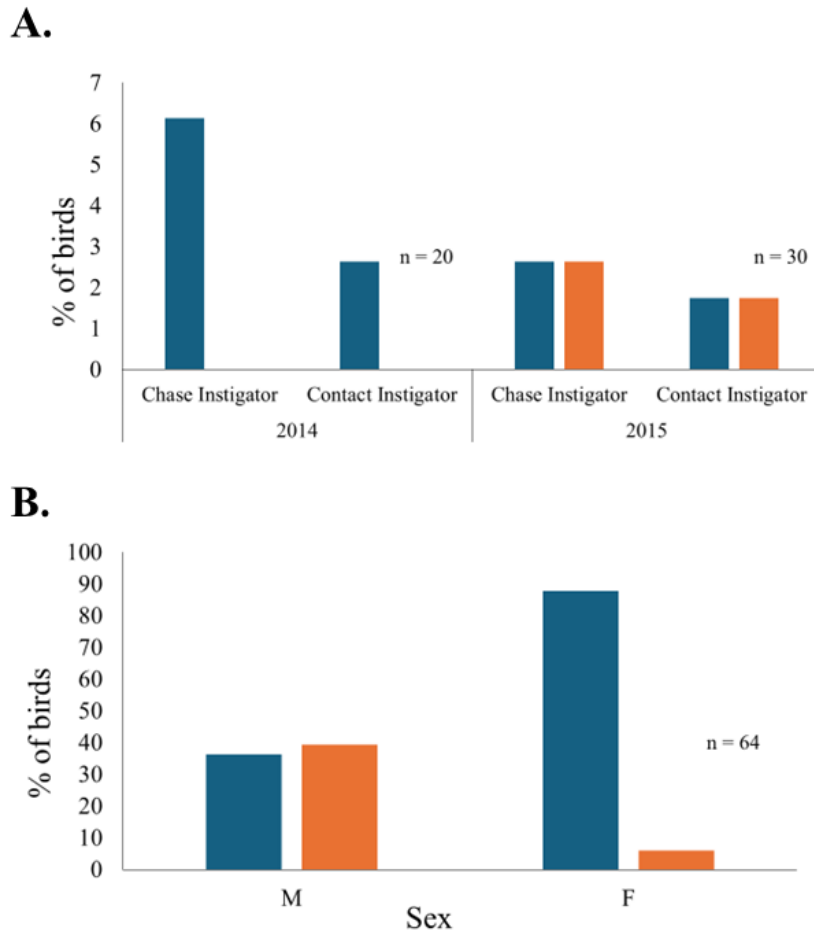 A.
7
6
5
4
3
2
1
0
% of birds
n = 20
n = 30
Chase Instigator Contact Instigator Chase Instigator Contact Instigator
2014 2015
B.
100
90
80
70
60
50
40
30
20
10
0
% of birds
n = 64
M F
Sex